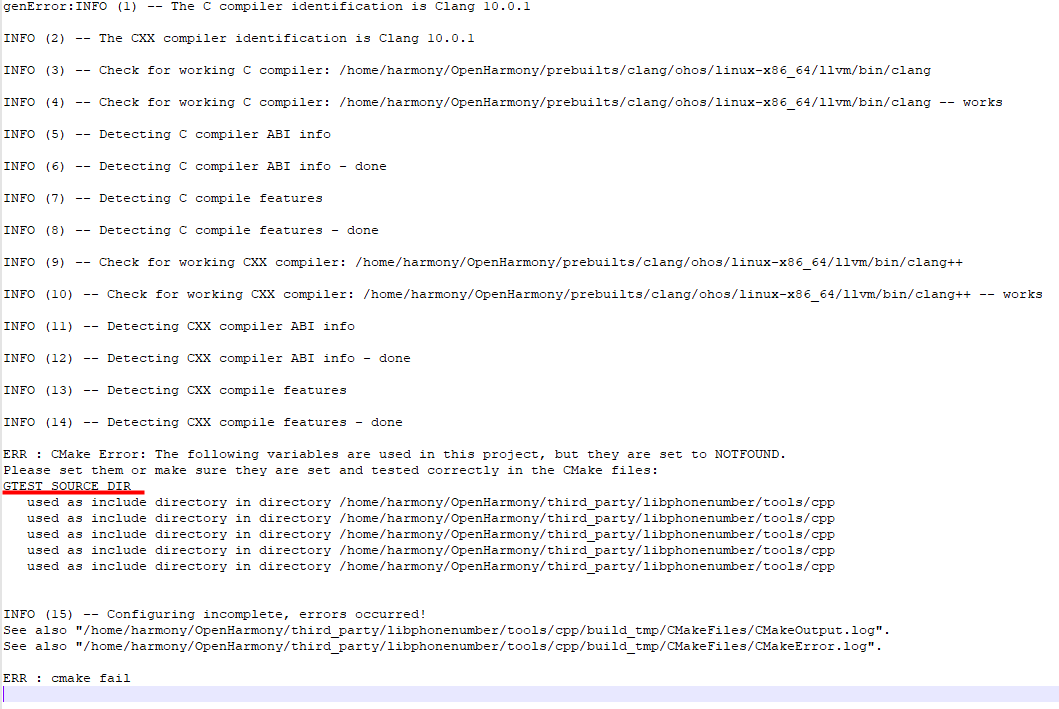 genError:INFO (1) -- The C compiler identification is Clang 10.0.1
INFO (2) -- The CXX compiler identification is Clang 10.0.1
INFO (3) -- Check for working C compiler: /home/harmony/OpenHarmony/prebuilts/clang/ohos/linux-x86_64/llvm/bin/clang
INFO (4) -- Check for working C compiler: /home/harmony/OpenHarmony/prebuilts/clang/ohos/linux-x86_64/llvm/bin/clang -- works
INFO (5) -- Detecting C compiler ABI info
INFO (6) -- Detecting C compiler ABI info - done
INFO (7) -- Detecting C compile features
INFO (8) -- Detecting C compile features - done
INFO (9) -- Check for working CXX compiler: /home/harmony/OpenHarmony/prebuilts/clang/ohos/linux-x86_64/llvm/bin/clang++
INFO (10) -- Check for working CXX compiler: /home/harmony/OpenHarmony/prebuilts/clang/ohos/linux-x86_64/llvm/bin/clang++ -- works
INFO (11) -- Detecting CXX compiler ABI info
INFO (12) -- Detecting CXX compiler ABI info - done
INFO (13) -- Detecting CXX compile features
INFO (14) -- Detecting CXX compile features - done
ERR : CMake Error: The following variables are used in this project, but they are set to NOTFOUND.
Please set them or make sure they are set and tested correctly in the CMake files:
GTEST_SOURCE_DIR
used as include directory in directory /home/harmony/OpenHarmony/third_party/libphonenumber/tools/cpp
used as include directory in directory /home/harmony/OpenHarmony/third_party/libphonenumber/tools/cpp
used as include directory in directory /home/harmony/OpenHarmony/third_party/libphonenumber/tools/cpp
used as include directory in directory /home/harmony/OpenHarmony/third_party/libphonenumber/tools/cpp
used as include directory in directory /home/harmony/OpenHarmony/third_party/libphonenumber/tools/cpp
INFO (15) -- Configuring incomplete, errors occurred!
See also "/home/harmony/OpenHarmony/third_party/libphonenumber/tools/cpp/build_tmp/CMakeFiles/CMakeOutput.log".
See also "/home/harmony/OpenHarmony/third_party/libphonenumber/tools/cpp/build_tmp/CMakeFiles/CMakeError.log".
ERR : cmake fail